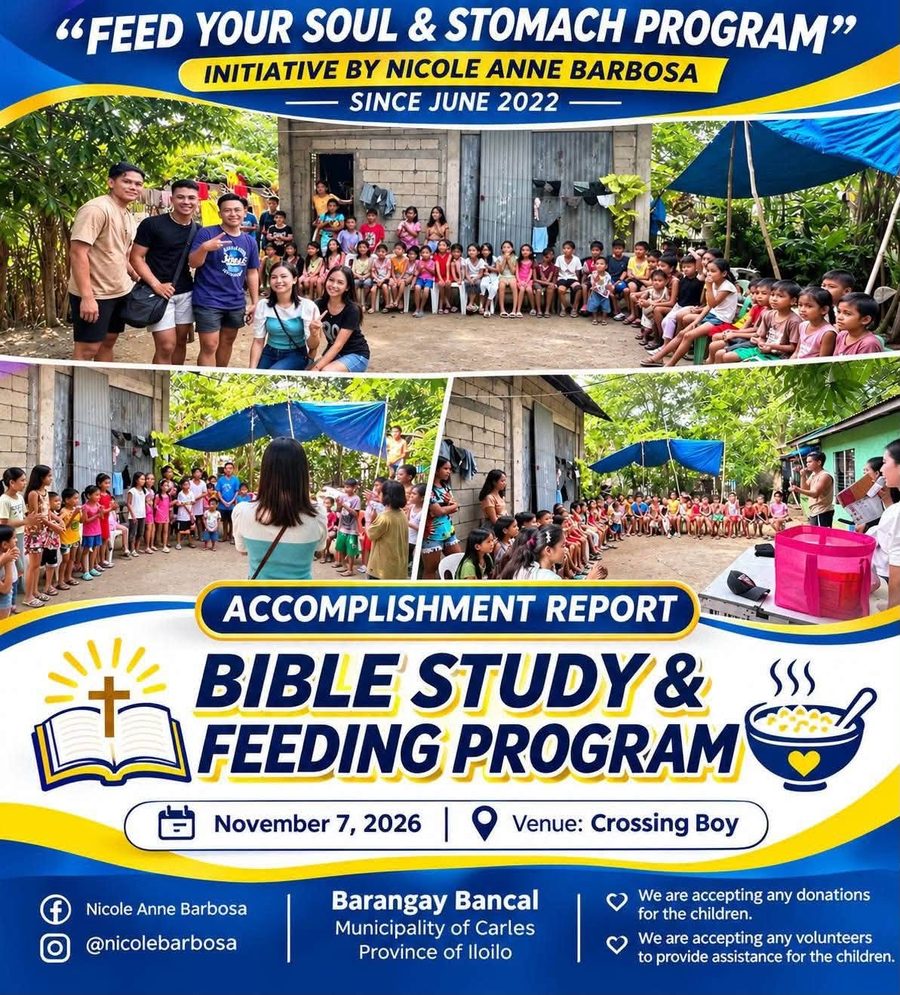 “FEED YOUR SOUL & STOMACH PROGRAM”
INITIATIVE BY NICOLE ANNE BARBOSA
SINCE JUNE 2022
ACCOMPLISHMENT REPORT
BIBLE STUDY &
FEEDING PROGRAM
November 7, 2026
Venue: Crossing Boy
Nicole Anne Barbosa
@nicolebarbosa
Barangay Bancal
Municipality of Carles
Province of Iloilo
We are accepting any donations
for the children.
We are accepting any volunteers
to provide assistance for the children.